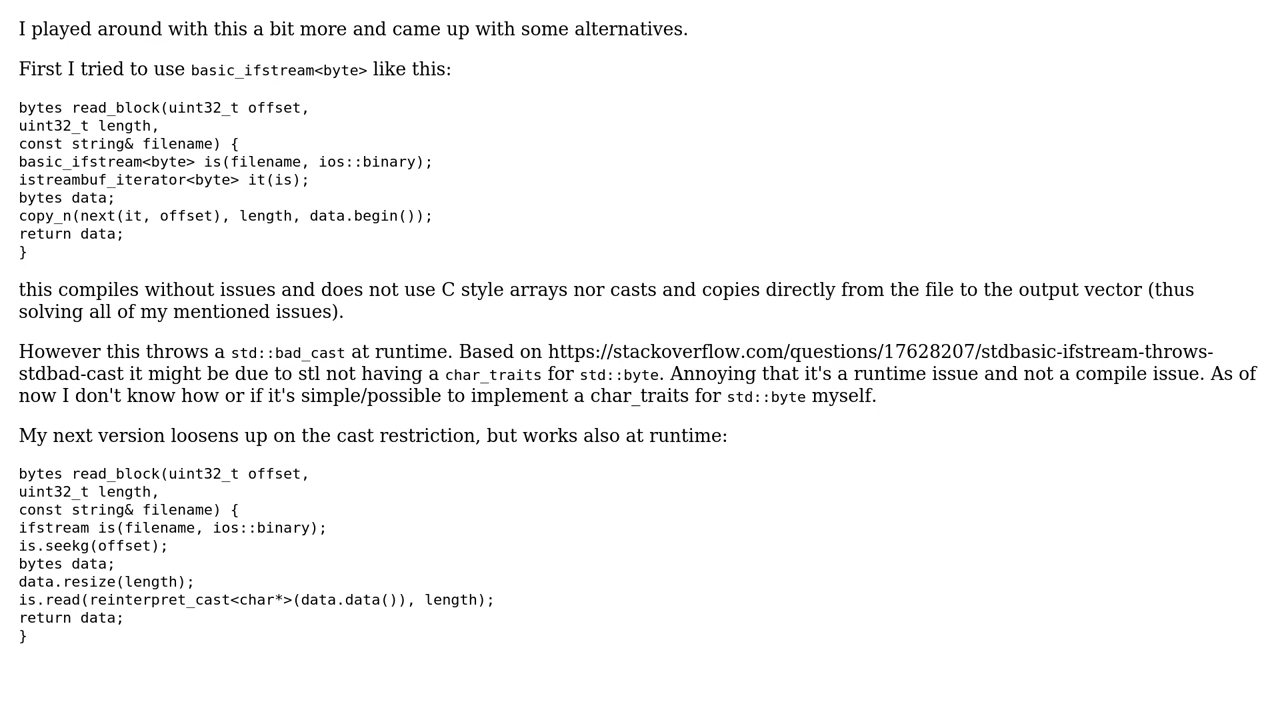 I played around with this a bit more and came up with some alternatives.
First I tried to use basic_ifstream<byte> like this:
bytes read_block(uint32_t offset,
uint32_t length,
const string& filename) {
basic_ifstream<byte> is(filename, ios::binary);
istreambuf_iterator<byte> it(is);
bytes data;
copy_n(next(it, offset), length, data.begin());
return data;
}
this compiles without issues and does not use C style arrays nor casts and copies directly from the file to the output vector (thus
solving all of my mentioned issues).
However this throws a std::bad_cast at runtime. Based on https://stackoverflow.com/questions/17628207/stdbasic-ifstream-throws-
stdbad-cast it might be due to stl not having a char_traits for std::byte. Annoying that it's a runtime issue and not a compile issue. As of
now I don't know how or if it's simple/possible to implement a char_traits for std::byte myself.
My next version loosens up on the cast restriction, but works also at runtime:
bytes read_block(uint32_t offset,
uint32_t length,
const string& filename) {
ifstream is(filename, ios::binary);
is.seekg(offset);
bytes data;
data.resize(length);
is.read(reinterpret_cast<char*>(data.data()), length);
return data;
}